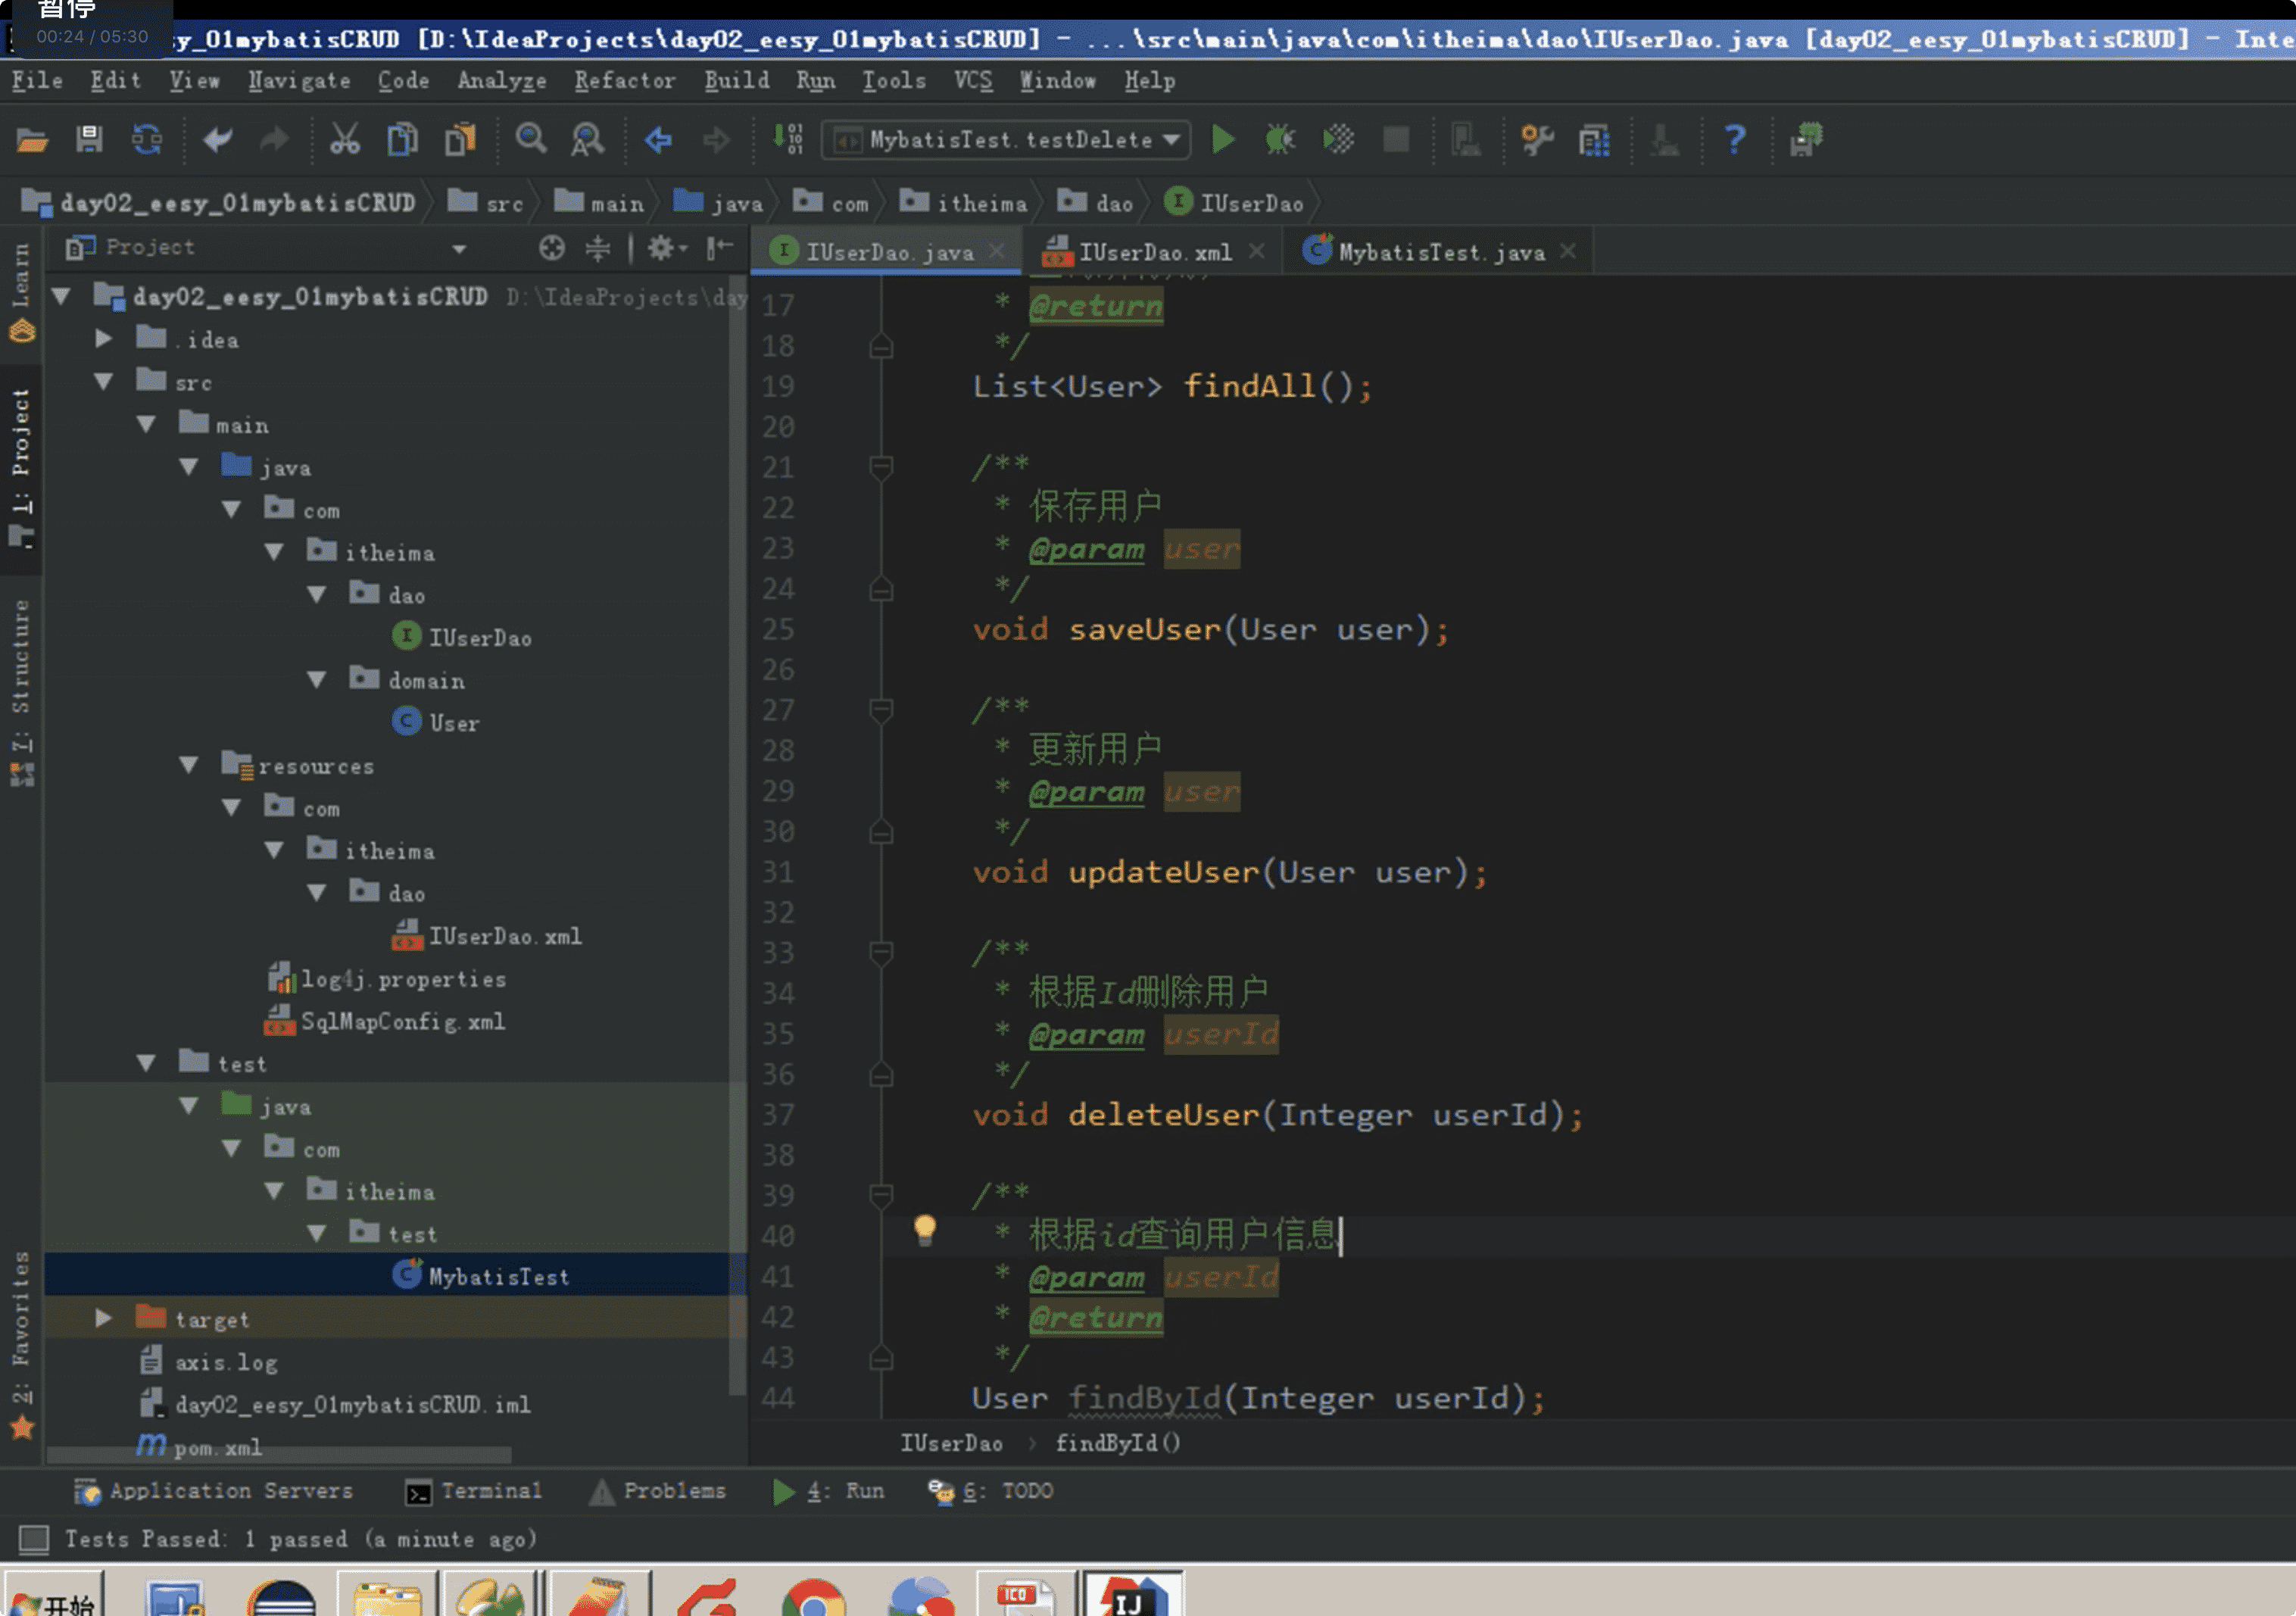 暂停
00:24 / 05:30
y_01mybatisCRUD [D:\IdeaProjects\day02_eesy_01mybatisCRUD] - ...\src\main\java\com\itheima\dao\IUserDao.java [day02_eesy_01mybatisCRUD] - Inte
File Edit View Navigate Code Analyze Refactor Build Run Tools VCS Window Help
MybatisTest.testDelete
day02_eesy_01mybatisCRUD src main java com itheima dao IUserDao
Project
IUserDao.java IUserDao.xml MybatisTest.java
Learn
1: Project
7: Structure
2: Favorites
day02_eesy_01mybatisCRUD D:\IdeaProjects\day
.idea
src
main
java
com
itheima
dao
IUserDao
domain
User
resources
com
itheima
dao
IUserDao.xml
log4j.properties
SqlMapConfig.xml
test
java
com
itheima
test
MybatisTest
target
axis.log
day02_eesy_01mybatisCRUD.iml
pom.xml
17 * @return
18 */
19 List<User> findAll();
20
21 /**
22 * 保存用户
23 * @param user
24 */
25 void saveUser(User user);
26
27 /**
28 * 更新用户
29 * @param user
30 */
31 void updateUser(User user);
32
33 /**
34 * 根据Id删除用户
35 * @param userId
36 */
37 void deleteUser(Integer userId);
38
39 /**
40 * 根据id查询用户信息
41 * @param userId
42 * @return
43 */
44 User findById(Integer userId);
IUserDao › findById()
Application Servers Terminal Problems 4: Run 6: TODO
Tests Passed: 1 passed (a minute ago)
开始
ICO
IJ